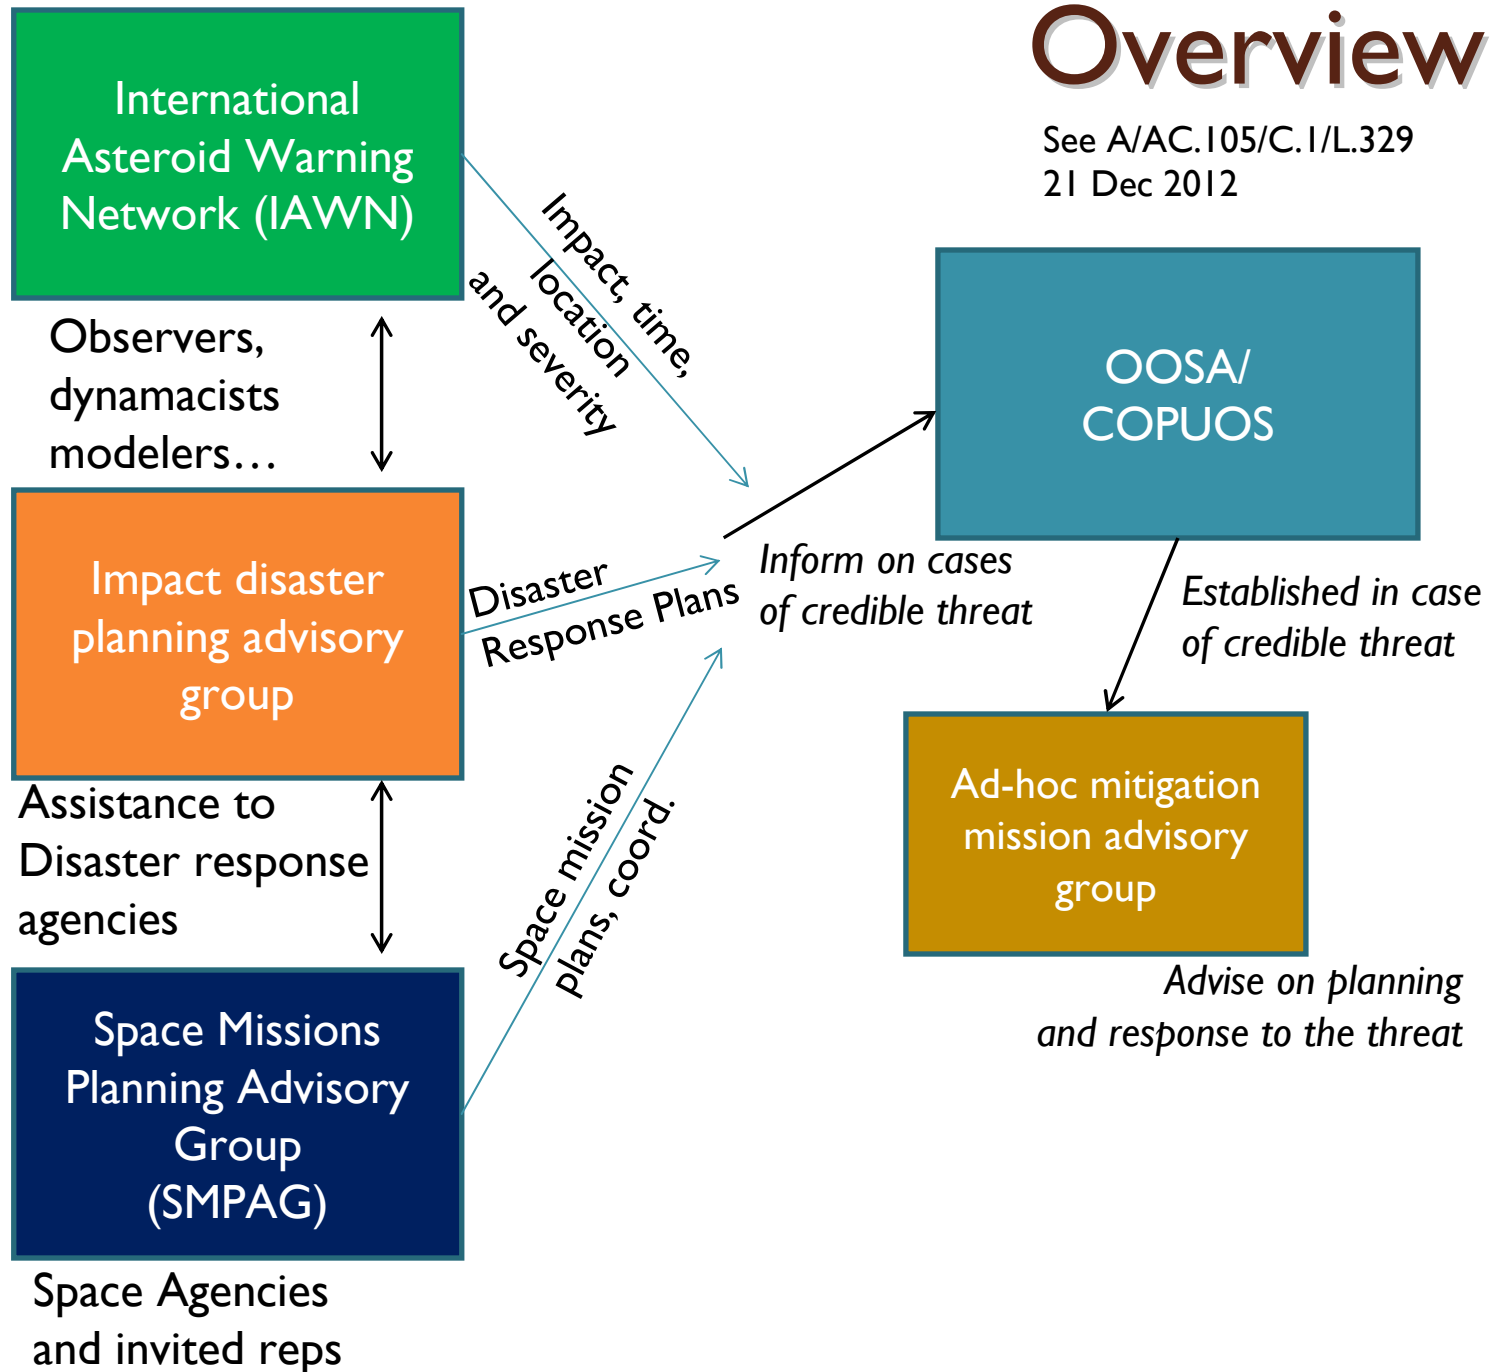 Overview
See A/AC.105/C.1/L.329
21 Dec 2012
International
Asteroid Warning
Network (IAWN)
Observers,
dynamacists
modelers…
Impact, time,
location
and severity
OOSA/
COPUOS
Impact disaster
planning advisory
group
Disaster
Response Plans
Inform on cases
of credible threat
Established in case
of credible threat
Assistance to
Disaster response
agencies
Space mission
plans, coord.
Ad-hoc mitigation
mission advisory
group
Advise on planning
and response to the threat
Space Missions
Planning Advisory
Group
(SMPAG)
Space Agencies
and invited reps